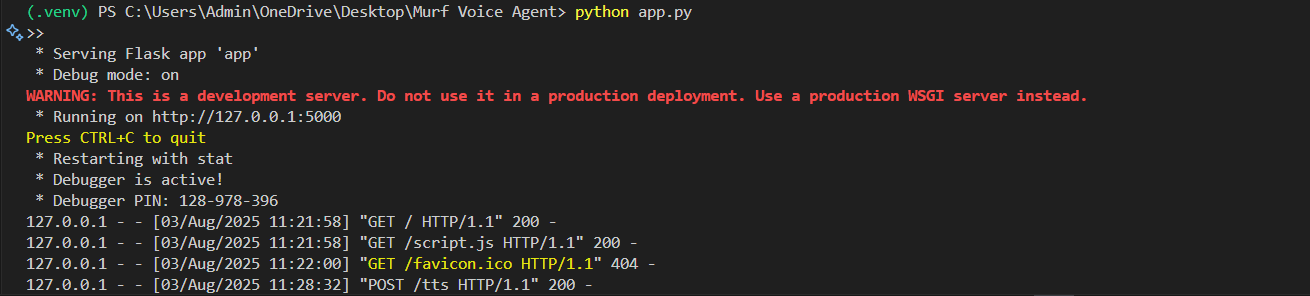 (.venv) PS C:\Users\Admin\OneDrive\Desktop\Murf Voice Agent> python app.py
>>
 * Serving Flask app 'app'
 * Debug mode: on
WARNING: This is a development server. Do not use it in a production deployment. Use a production WSGI server instead.
 * Running on http://127.0.0.1:5000
Press CTRL+C to quit
 * Restarting with stat
 * Debugger is active!
 * Debugger PIN: 128-978-396
127.0.0.1 - - [03/Aug/2025 11:21:58] "GET / HTTP/1.1" 200 -
127.0.0.1 - - [03/Aug/2025 11:21:58] "GET /script.js HTTP/1.1" 200 -
127.0.0.1 - - [03/Aug/2025 11:22:00] "GET /favicon.ico HTTP/1.1" 404 -
127.0.0.1 - - [03/Aug/2025 11:28:32] "POST /tts HTTP/1.1" 200 -